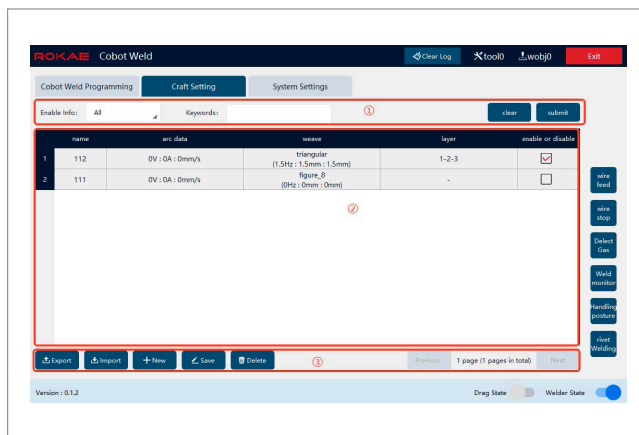 ROKAE Cobot Weld Clear Log tool0 wobj0 Exit
Cobot Weld Programming Craft Setting System Settings
Enable Info: All Keywords: ① clear submit
name arc data weave layer enable or disable
1 112 0V : 0A : 0mm/s triangular 1-2-3
(1.5Hz : 1.5mm : 1.5mm)
2 111 0V : 0A : 0mm/s figure_8 -
(0Hz : 0mm : 0mm)
②
wire
feed
wire
stop
Delect
Gas
Weld
monitor
Handling
posture
rivet
Welding
Export Import New Save Delete ③ Previous 1 page (1 pages in total) Next
Version : 0.1.2 Drag State Welder State